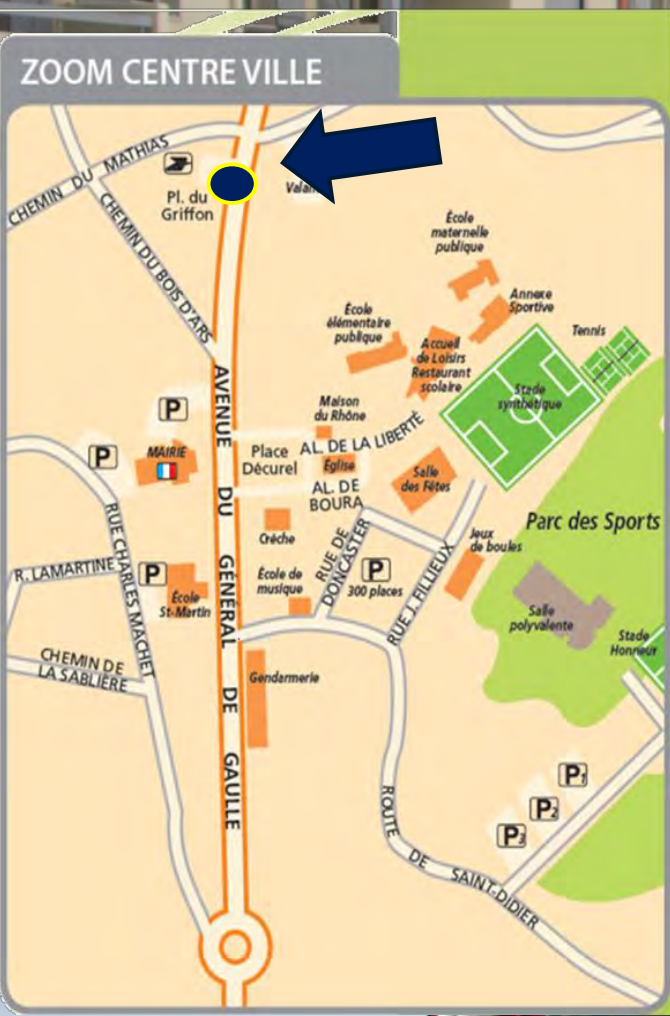 ZOOM CENTRE VILLE
CHEMIN DU MATHIAS
Pl. du
Griffon
CHEMIN DU BOIS D'ARS
École
maternelle
publique
Annexe
Sportive
École
élémentaire
publique
Tennis
Accueil
de Loisirs
Restaurant
scolaire
Stade
synthétique
AVENUE DU GÉNÉRAL DE GAULLE
P
Maison
du Rhône
AL. DE LA LIBERTÉ
P
MAIRIE
Place
Décurel
Église
Salle
des Fêtes
AL. DE
BOURA
Parc des Sports
RUE CHARLES MACHET
Crèche
RUE DE
DONCASTER
Jeux
de boules
P
300 places
R. LAMARTINE
P
École
St-Martin
École de
musique
RUE J. FILLIEUX
Salle
polyvalente
Stade
Honneur
CHEMIN DE
LA SABLIÈRE
Gendarmerie
P1
P2
P3
ROUTE DE SAINT-DIDIER